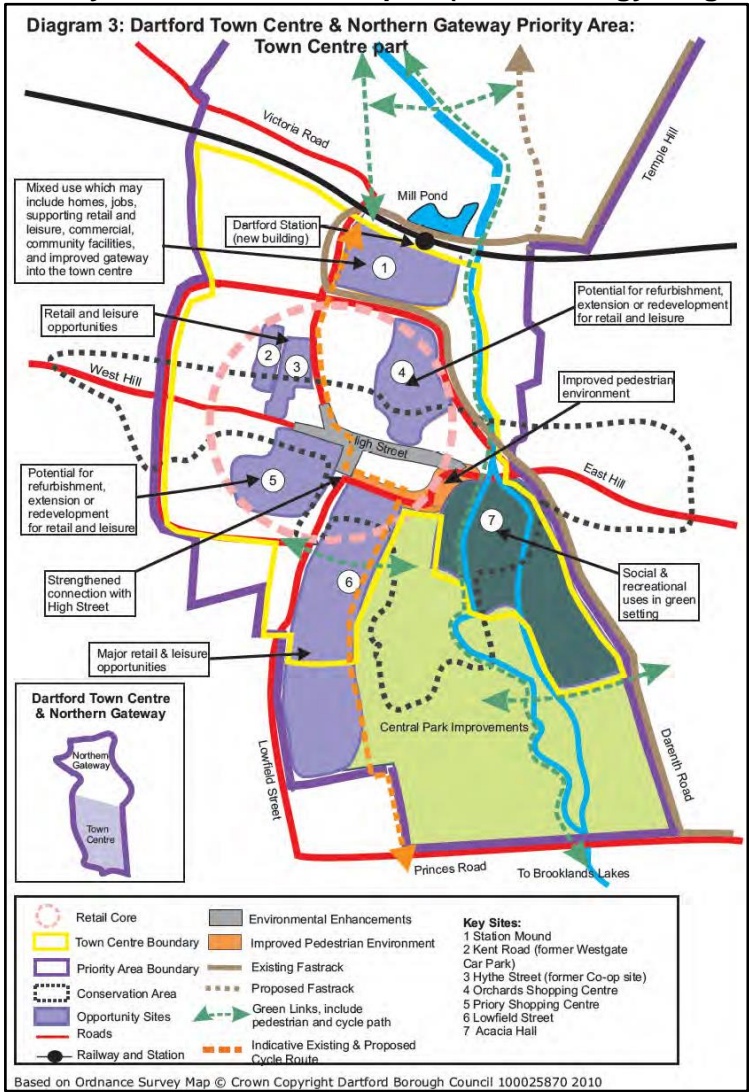 Diagram 3: Dartford Town Centre & Northern Gateway Priority Area:
Town Centre part
Victoria Road
Temple Hill
Mill Pond
Mixed use which may
include homes, jobs,
supporting retail and
leisure, commercial,
community facilities,
and improved gateway
into the town centre
Dartford Station
(new building)
1
Potential for
refurbishment,
extension or
redevelopment
for retail and leisure
Retail and leisure
opportunities
2
3
4
West Hill
Improved pedestrian
environment
High Street
East Hill
Potential for
refurbishment,
extension or
redevelopment
for retail and leisure
5
7
6
Social &
recreational
uses in green
setting
Strengthened
connection with
High Street
Major retail & leisure
opportunities
Dartford Town Centre
& Northern Gateway
Northern
Gateway
Town
Centre
Central Park Improvements
Lowfield Street
Darenth Road
Princes Road
To Brooklands Lakes
Retail Core
Town Centre Boundary
Priority Area Boundary
Conservation Area
Opportunity Sites
Roads
Railway and Station
Environmental Enhancements
Improved Pedestrian Environment
Existing Fastrack
Proposed Fastrack
Green Links, include
pedestrian and cycle path
Indicative Existing & Proposed
Cycle Route
Key Sites:
1 Station Mound
2 Kent Road (former Westgate
Car Park)
3 Hythe Street (former Co-op site)
4 Orchards Shopping Centre
5 Priory Shopping Centre
6 Lowfield Street
7 Acacia Hall
Based on Ordnance Survey Map © Crown Copyright Dartford Borough Council 100025870 2010